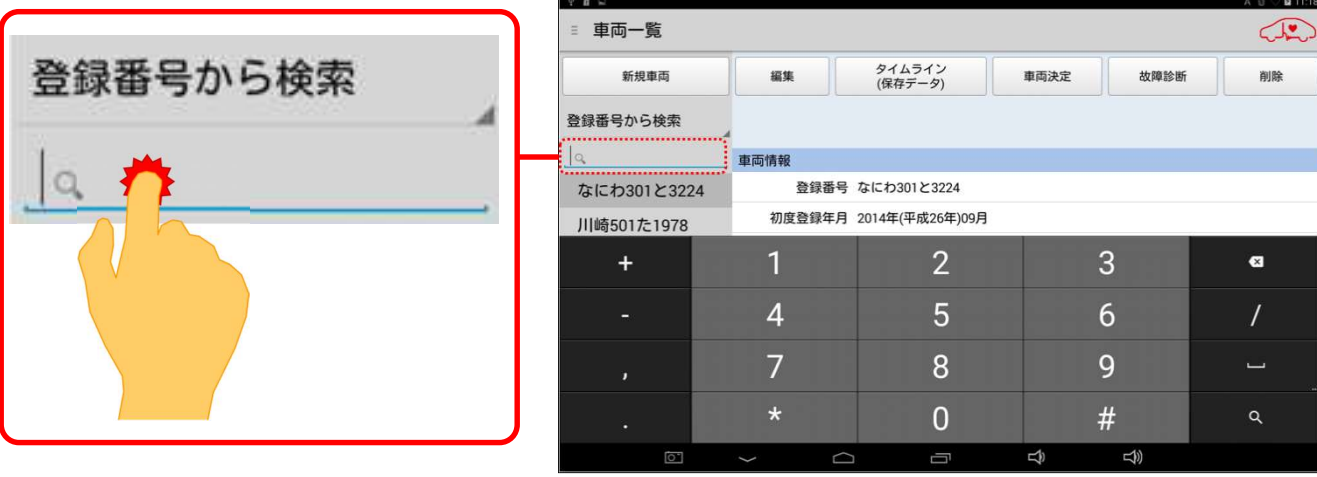 登録番号から検索
11:18
車両一覧
新規車両
編集
タイムライン
(保存データ)
車両決定
故障診断
削除
登録番号から検索
車両情報
なにわ301と3224
登録番号 なにわ301と3224
川崎501た1978
初度登録年月 2014年(平成26年)09月
+ 1 2 3
- 4 5 6 /
, 7 8 9
. * 0 #